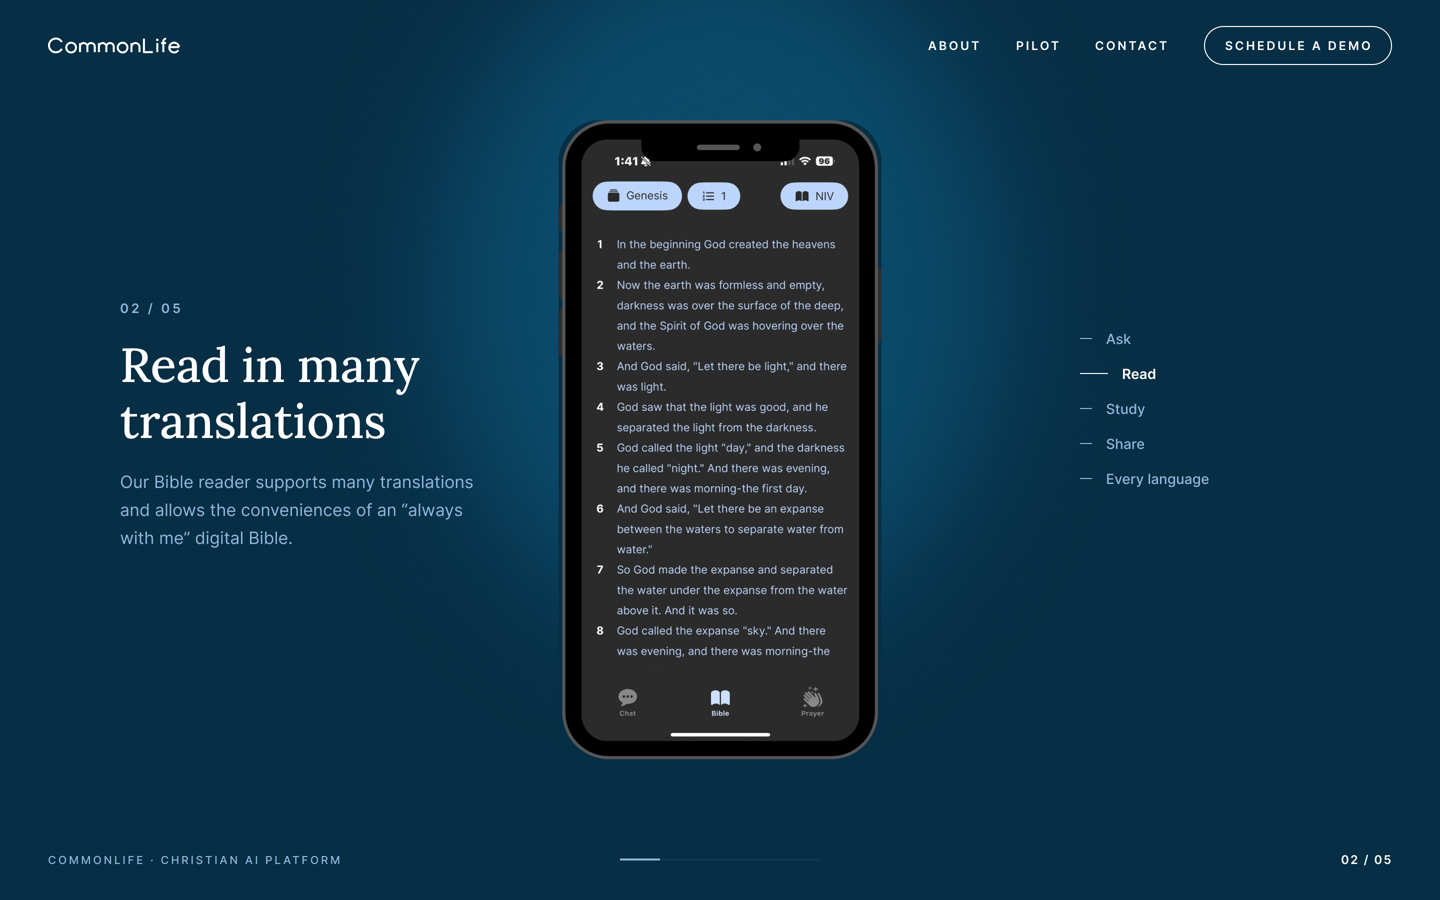 CommonLife
ABOUT
PILOT
CONTACT
SCHEDULE A DEMO
02 / 05
Read in many
translations
Our Bible reader supports many translations
and allows the conveniences of an “always
with me” digital Bible.
1:41
96
Genesis
1
NIV
1 In the beginning God created the heavens
and the earth.
2 Now the earth was formless and empty,
darkness was over the surface of the deep,
and the Spirit of God was hovering over the
waters.
3 And God said, "Let there be light," and there
was light.
4 God saw that the light was good, and he
separated the light from the darkness.
5 God called the light "day," and the darkness
he called "night." And there was evening,
and there was morning-the first day.
6 And God said, "Let there be an expanse
between the waters to separate water from
water."
7 So God made the expanse and separated
the water under the expanse from the water
above it. And it was so.
8 God called the expanse "sky." And there
was evening, and there was morning-the
Chat
Bible
Prayer
Ask
Read
Study
Share
Every language
COMMONLIFE · CHRISTIAN AI PLATFORM
02 / 05